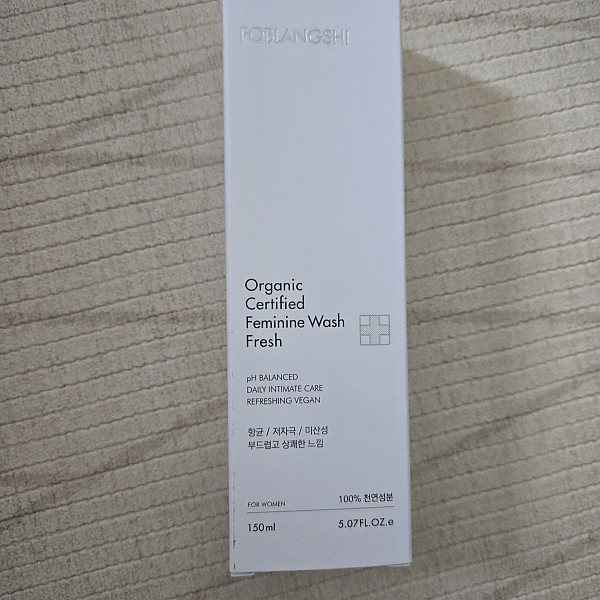 FOBLANGSHI
Organic
Certified
Feminine Wash
Fresh
pH BALANCED
DAILY INTIMATE CARE
REFRESHING VEGAN
항균 / 저자극 / 미산성
부드럽고 상쾌한 느낌
FOR WOMEN
100% 천연성분
150ml
5.07FL.OZ.e